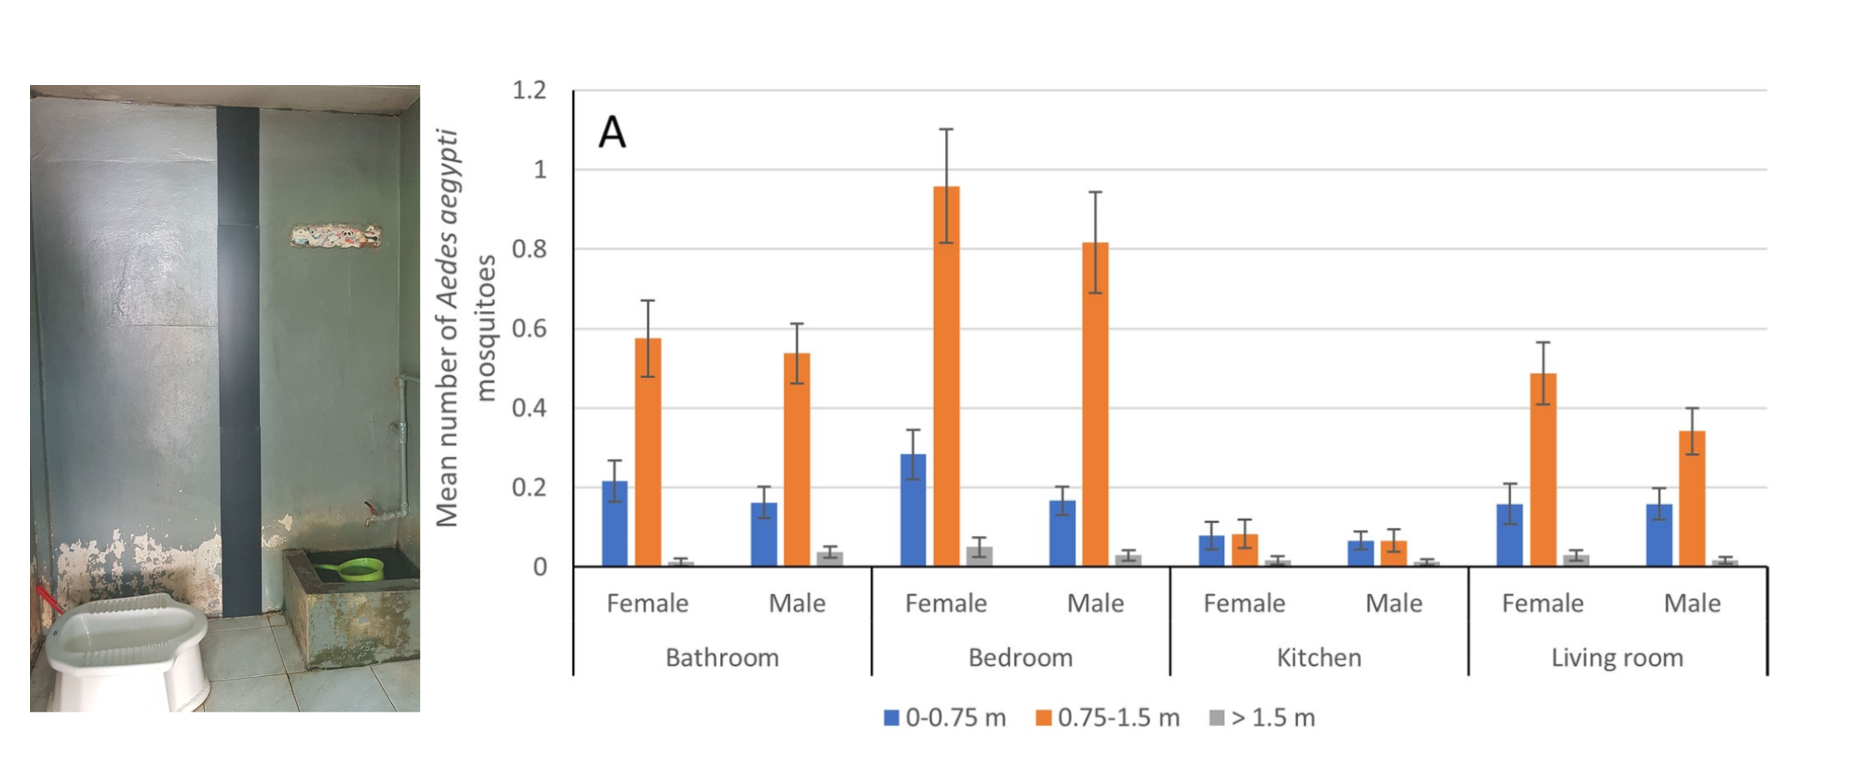 Mean number of Aedes aegypti
mosquitoes
1.2
1
0.8
0.6
0.4
0.2
0
A
Female Male Female Male Female Male Female Male
Bathroom Bedroom Kitchen Living room
0-0.75 m 0.75-1.5 m > 1.5 m